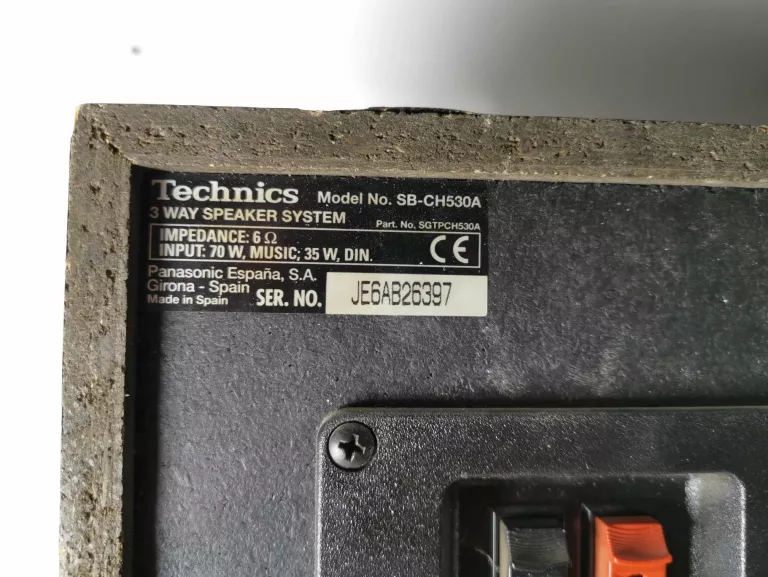 Technics Model No. SB-CH530A
3 WAY SPEAKER SYSTEM Part. No. SGTPCH530A
IMPEDANCE: 6 Ω
INPUT: 70 W, MUSIC; 35 W, DIN. CE
Panasonic España, S.A.
Girona - Spain
Made in Spain SER. NO. JE6AB26397